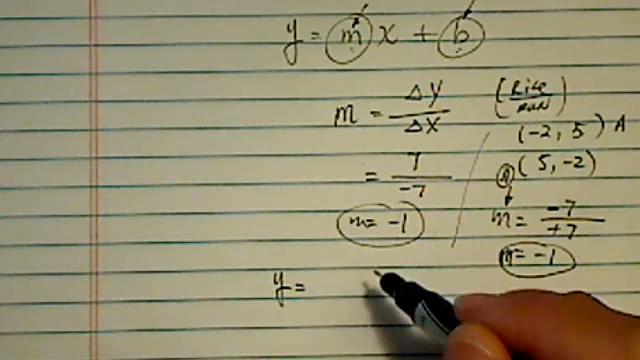 y = mx + b
m = Δy/Δx (Rise/Run)
(-2, 5) A
= 7/-7 (5, -2)
m = -1 m = -7/+7
m = -1
y =